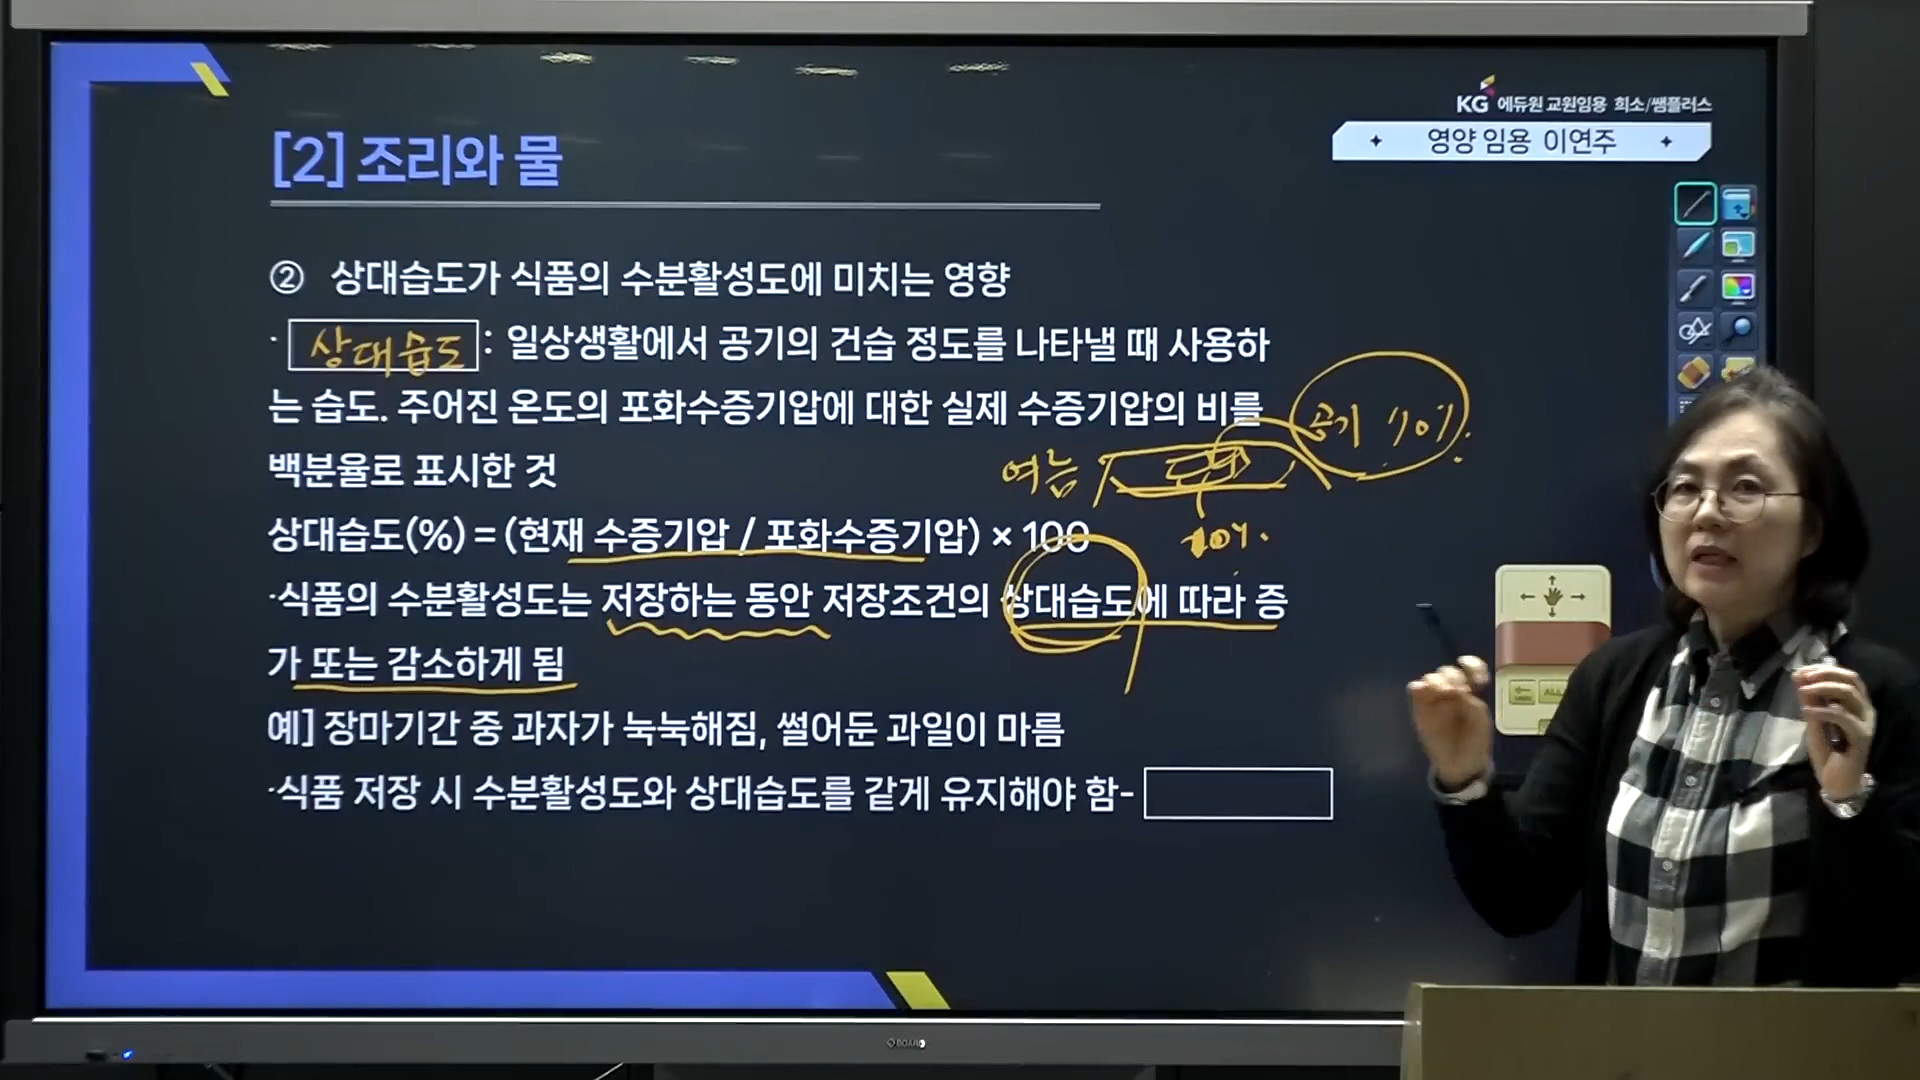 KG 에듀원 교원임용 희소/쌤플러스
영양 임용 이연주
[2] 조리와 물
② 상대습도가 식품의 수분활성도에 미치는 영향
· 상대습도 : 일상생활에서 공기의 건습 정도를 나타낼 때 사용하
는 습도. 주어진 온도의 포화수증기압에 대한 실제 수증기압의 비를
공기 70%
백분율로 표시한 것
여름
상대습도(%) = (현재 수증기압 / 포화수증기압) × 100
10%.
·식품의 수분활성도는 저장하는 동안 저장조건의 상대습도에 따라 증
가 또는 감소하게 됨
예] 장마기간 중 과자가 눅눅해짐, 썰어둔 과일이 마름
·식품 저장 시 수분활성도와 상대습도를 같게 유지해야 함-
ALL
BOARD